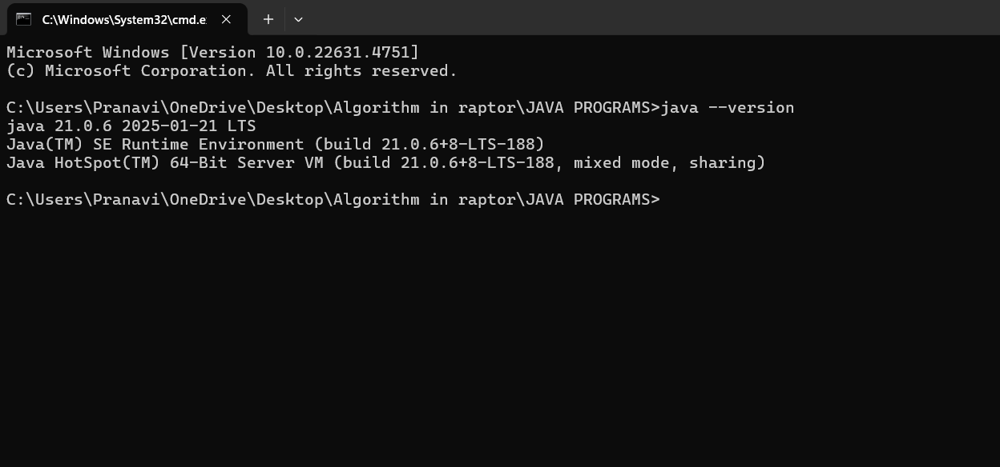 C:\Windows\System32\cmd.e
Microsoft Windows [Version 10.0.22631.4751]
(c) Microsoft Corporation. All rights reserved.
C:\Users\Pranavi\OneDrive\Desktop\Algorithm in raptor\JAVA PROGRAMS>java --version
java 21.0.6 2025-01-21 LTS
Java(TM) SE Runtime Environment (build 21.0.6+8-LTS-188)
Java HotSpot(TM) 64-Bit Server VM (build 21.0.6+8-LTS-188, mixed mode, sharing)
C:\Users\Pranavi\OneDrive\Desktop\Algorithm in raptor\JAVA PROGRAMS>